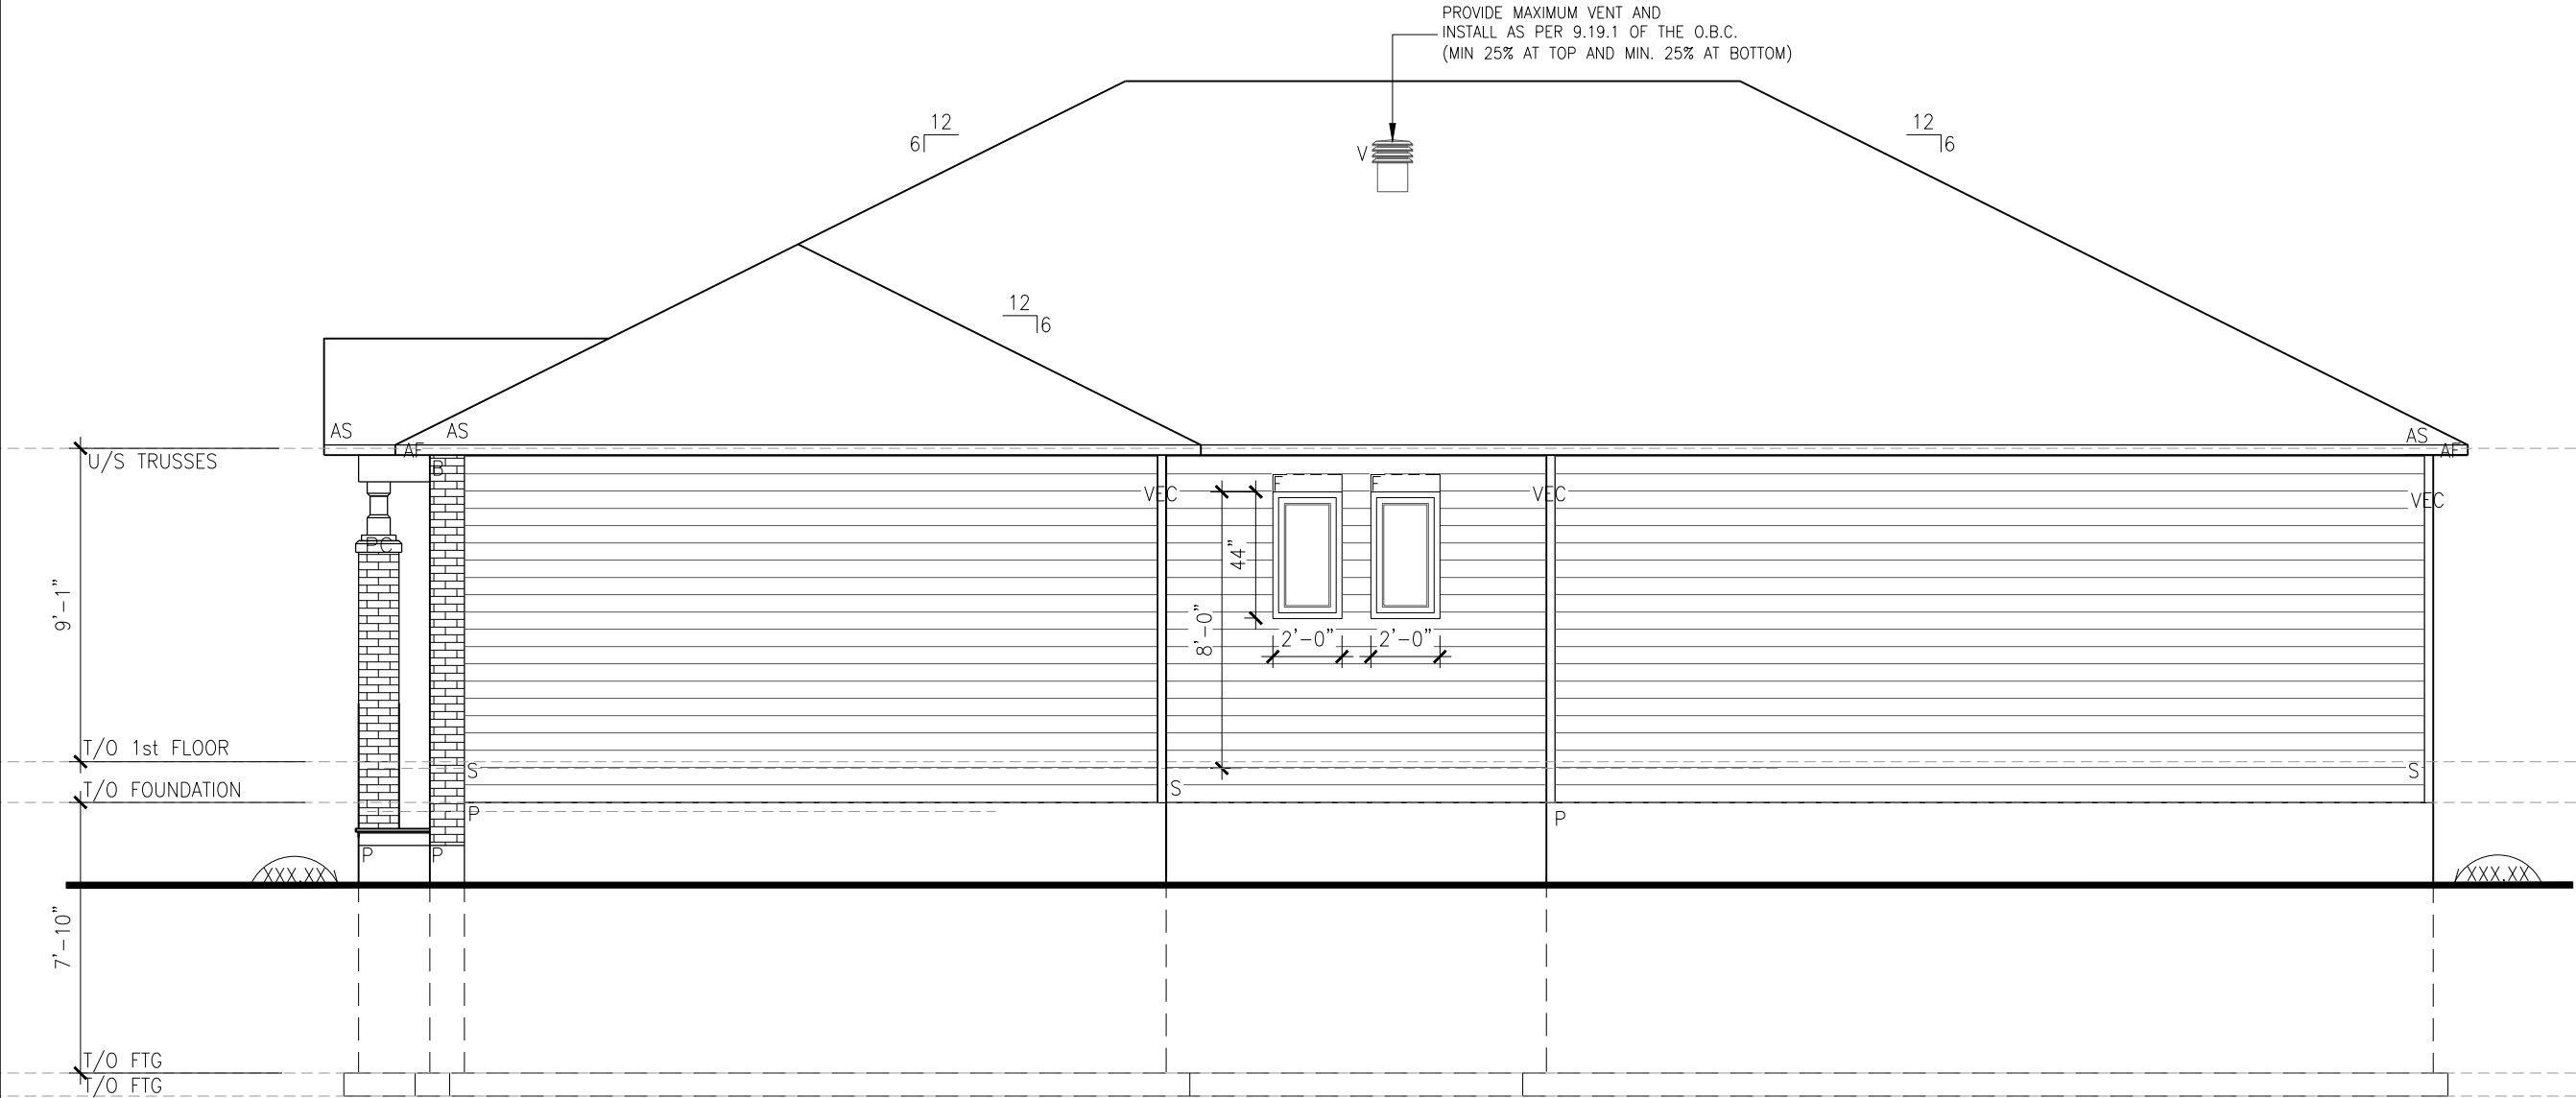 PROVIDE MAXIMUM VENT AND
INSTALL AS PER 9.19.1 OF THE O.B.C.
(MIN 25% AT TOP AND MIN. 25% AT BOTTOM)
12
6
12
6
V
12
6
AS
AS
AS
AF
AF
U/S TRUSSES
B
F
F
VEC
VEC
VEC
PC
44"
9'-1"
8'-0"
2'-0"
2'-0"
T/O 1st FLOOR
S
S
T/O FOUNDATION
S
P
P
P
P
XXX.XX
XXX.XX
7'-10"
T/O FTG
T/O FTG